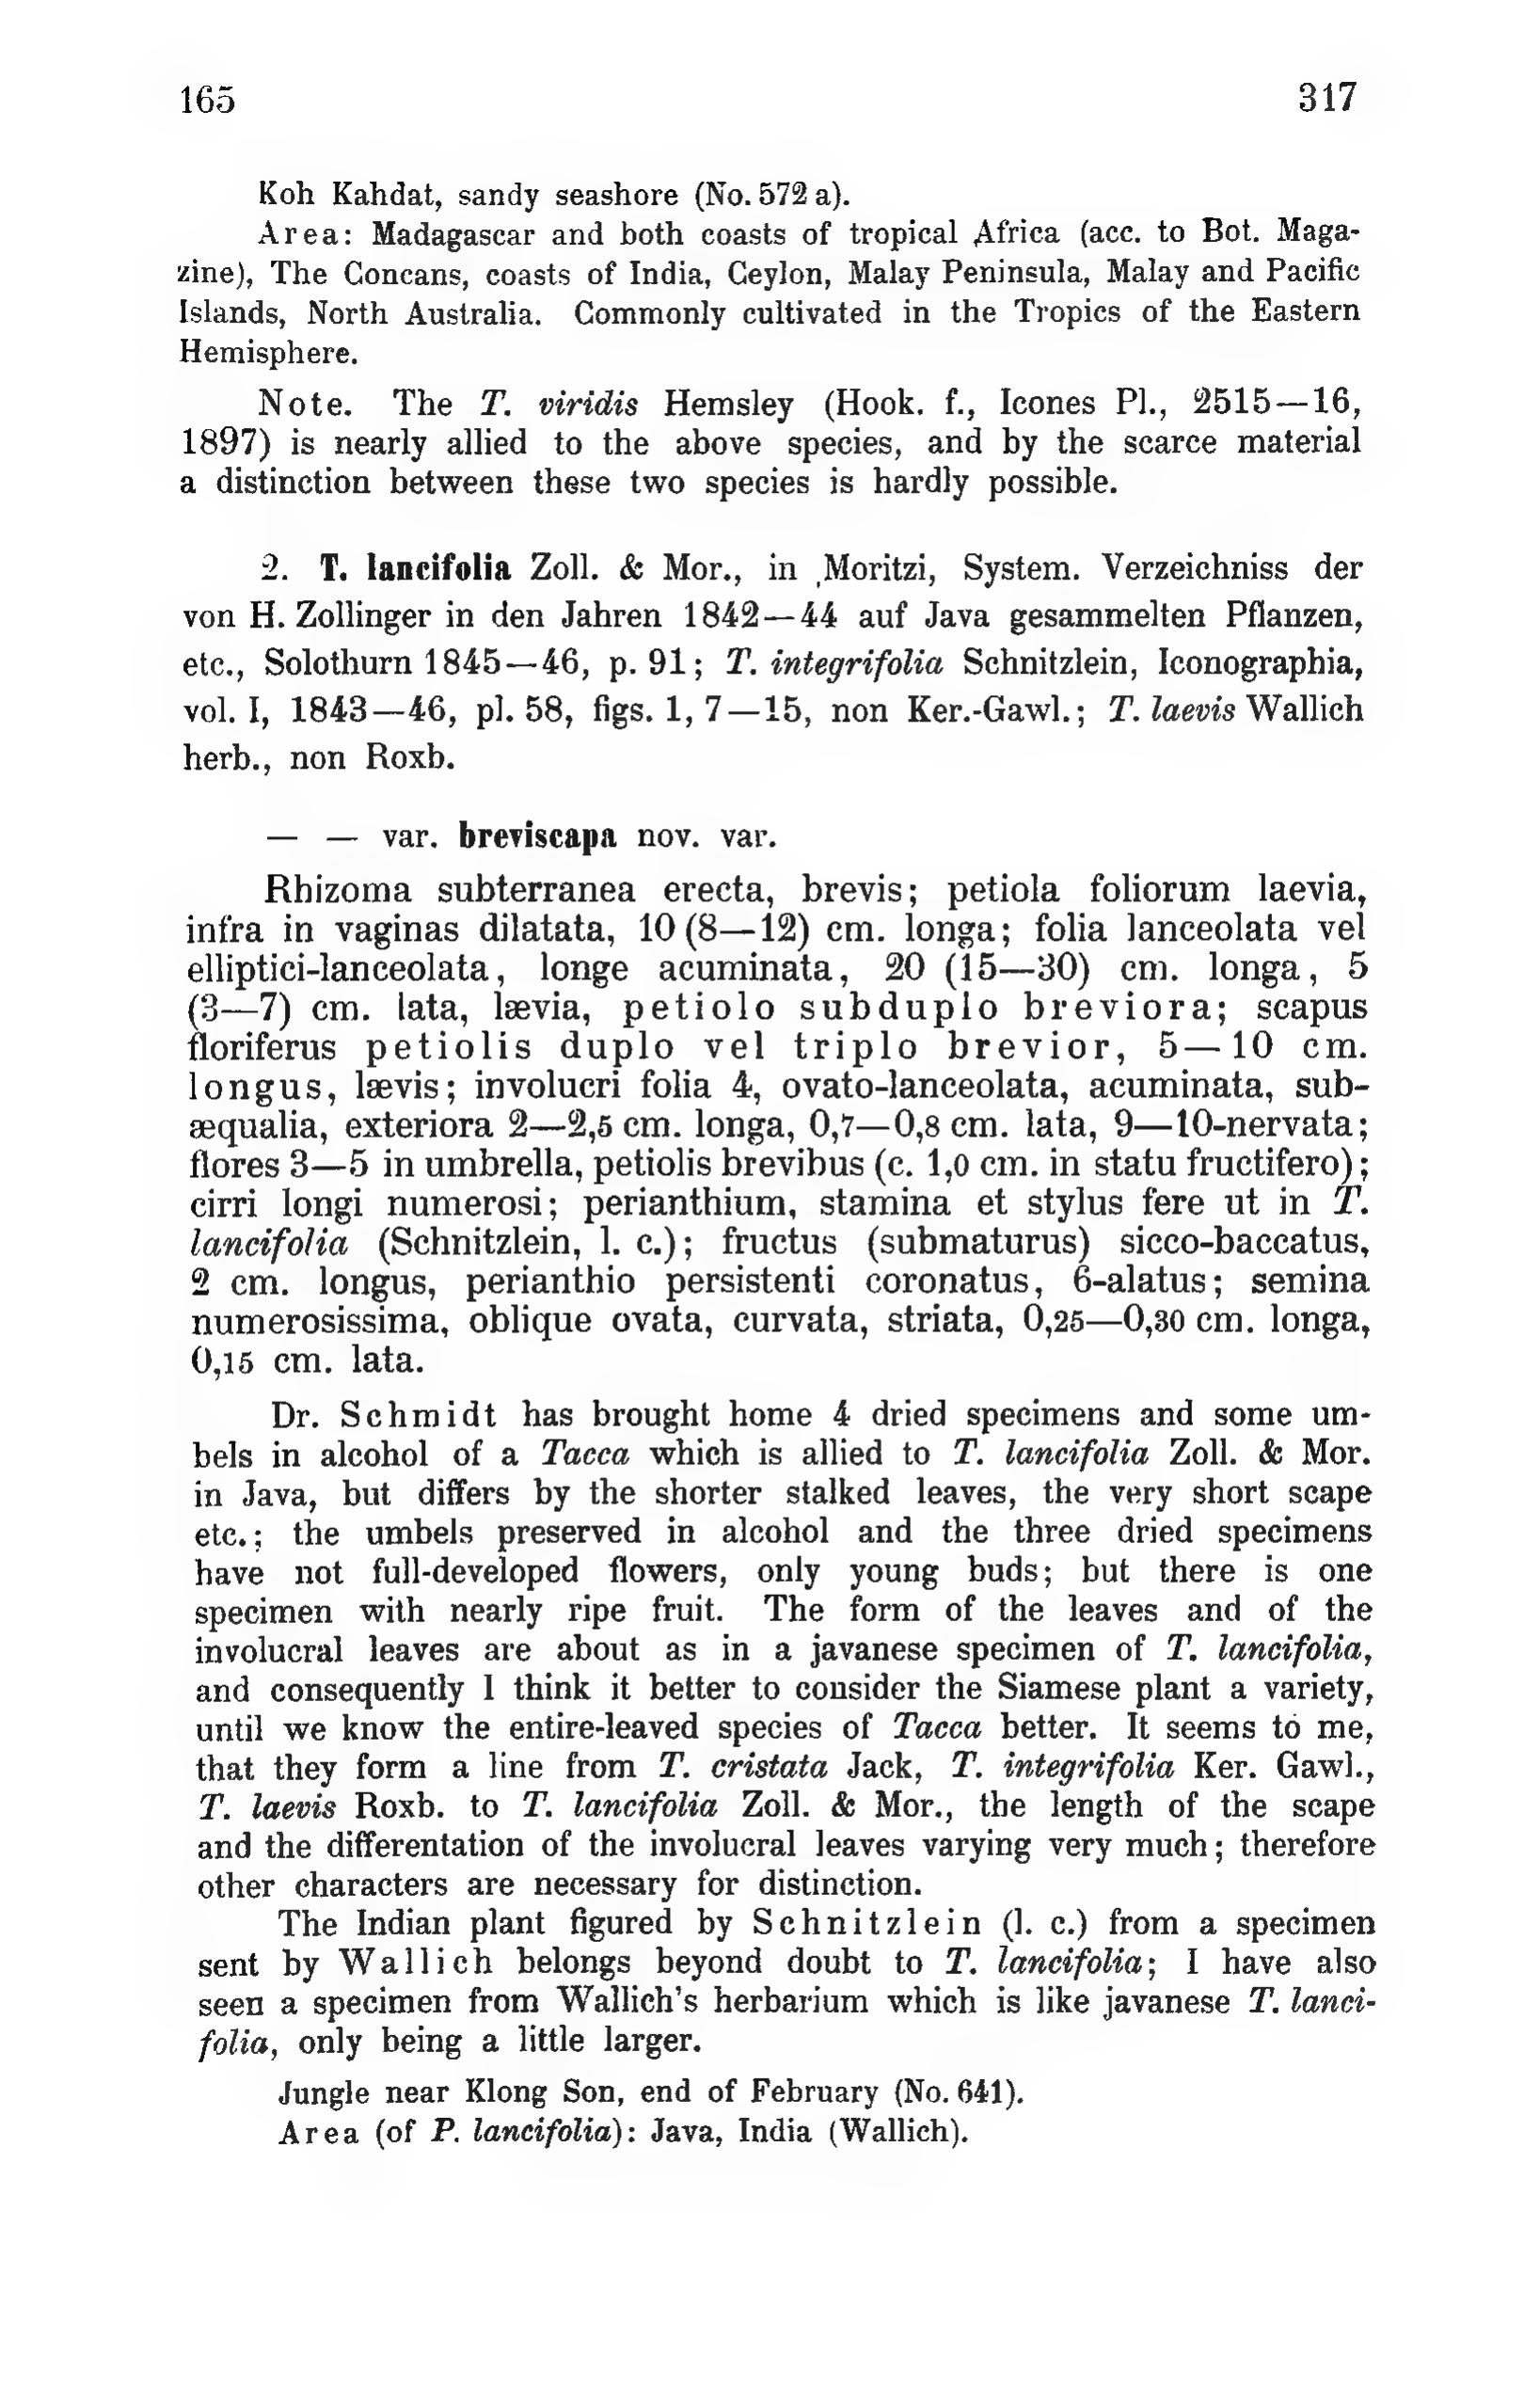 165 317
Koh Kahdat, sandy seashore (No. 572 a).
Area: Madagascar and both coasts of tropical Africa (acc. to Bot. Maga-
zine), The Concans, coasts of India, Ceylon, Malay Peninsula, Malay and Pacific
Islands, North Australia. Commonly cultivated in the Tropics of the Eastern
Hemisphere.
Note. The T. viridis Hemsley (Hook. f., Icones Pl., 2515—16,
1897) is nearly allied to the above species, and by the scarce material
a distinction between these two species is hardly possible.
2. T. lancifolia Zoll. & Mor., in Moritzi, System. Verzeichniss der
von H. Zollinger in den Jahren 1842—44 auf Java gesammelten Pflanzen,
etc., Solothurn 1845—46, p. 91; T. integrifolia Schnitzlein, Iconographia,
vol. I, 1843—46, pl. 58, figs. 1, 7—15, non Ker.-Gawl.; T. laevis Wallich
herb., non Roxb.
— — var. breviscapa nov. var.
Rhizoma subterranea erecta, brevis; petiola foliorum laevia,
infra in vaginas dilatata, 10 (8—12) cm. longa; folia lanceolata vel
elliptici-lanceolata, longe acuminata, 20 (15—30) cm. longa, 5
(3—7) cm. lata, lævia, petiolo subduplo breviora; scapus
floriferus petiolis duplo vel triplo brevior, 5—10 cm.
longus, lævis; involucri folia 4, ovato-lanceolata, acuminata, sub-
æqualia, exteriora 2—2,5 cm. longa, 0,7—0,8 cm. lata, 9—10-nervata;
flores 3—5 in umbrella, petiolis brevibus (c. 1,0 cm. in statu fructifero);
cirri longi numerosi; perianthium, stamina et stylus fere ut in T.
lancifolia (Schnitzlein, l. c.); fructus (submaturus) sicco-baccatus,
2 cm. longus, perianthio persistenti coronatus, 6-alatus; semina
numerosissima, oblique ovata, curvata, striata, 0,25—0,30 cm. longa,
0,15 cm. lata.
Dr. Schmidt has brought home 4 dried specimens and some um-
bels in alcohol of a Tacca which is allied to T. lancifolia Zoll. & Mor.
in Java, but differs by the shorter stalked leaves, the very short scape
etc.; the umbels preserved in alcohol and the three dried specimens
have not full-developed flowers, only young buds; but there is one
specimen with nearly ripe fruit. The form of the leaves and of the
involucral leaves are about as in a javanese specimen of T. lancifolia,
and consequently I think it better to consider the Siamese plant a variety,
until we know the entire-leaved species of Tacca better. It seems to me,
that they form a line from T. cristata Jack, T. integrifolia Ker. Gawl.,
T. laevis Roxb. to T. lancifolia Zoll. & Mor., the length of the scape
and the differentation of the involucral leaves varying very much; therefore
other characters are necessary for distinction.
The Indian plant figured by Schnitzlein (l. c.) from a specimen
sent by Wallich belongs beyond doubt to T. lancifolia; I have also
seen a specimen from Wallich's herbarium which is like javanese T. lanci-
folia, only being a little larger.
Jungle near Klong Son, end of February (No. 641).
Area (of P. lancifolia): Java, India (Wallich).